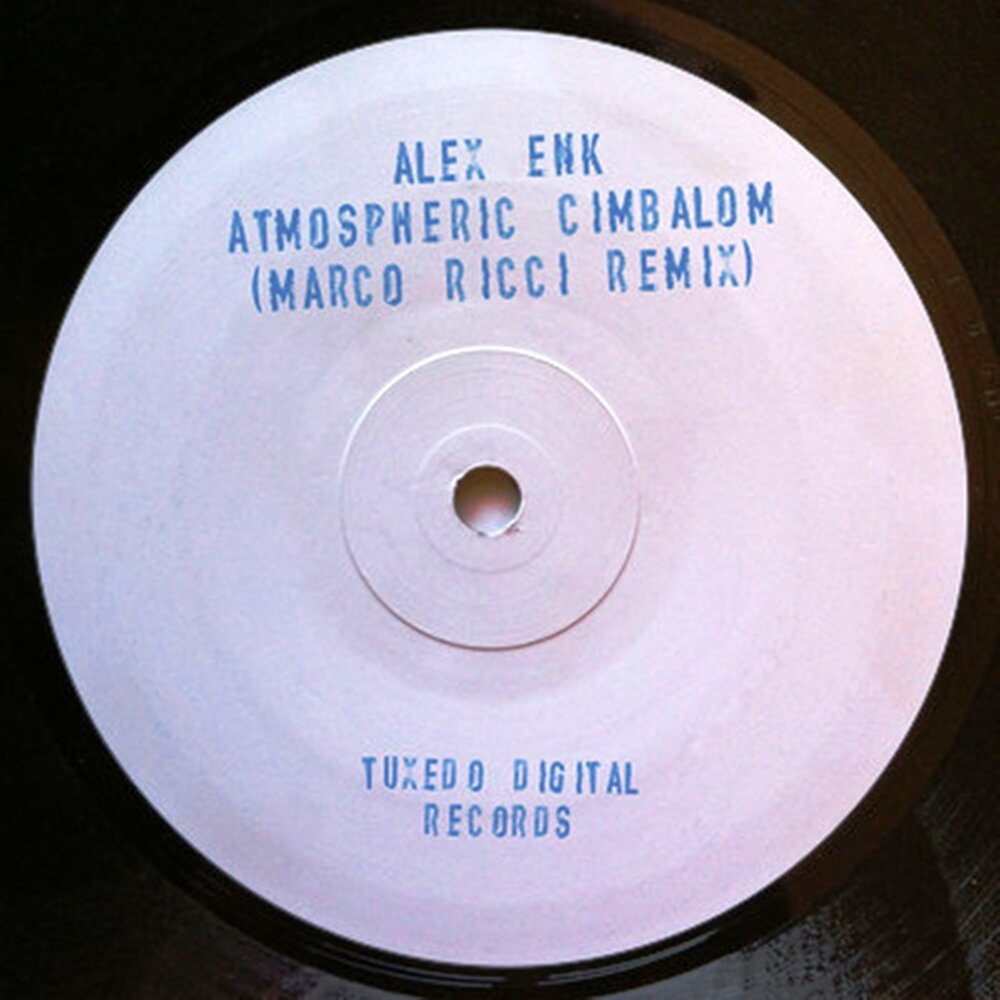 ALEX ENK
ATMOSPHERIC CIMBALOM
(MARCO RICCI REMIX)
TUXEDO DIGITAL
RECORDS